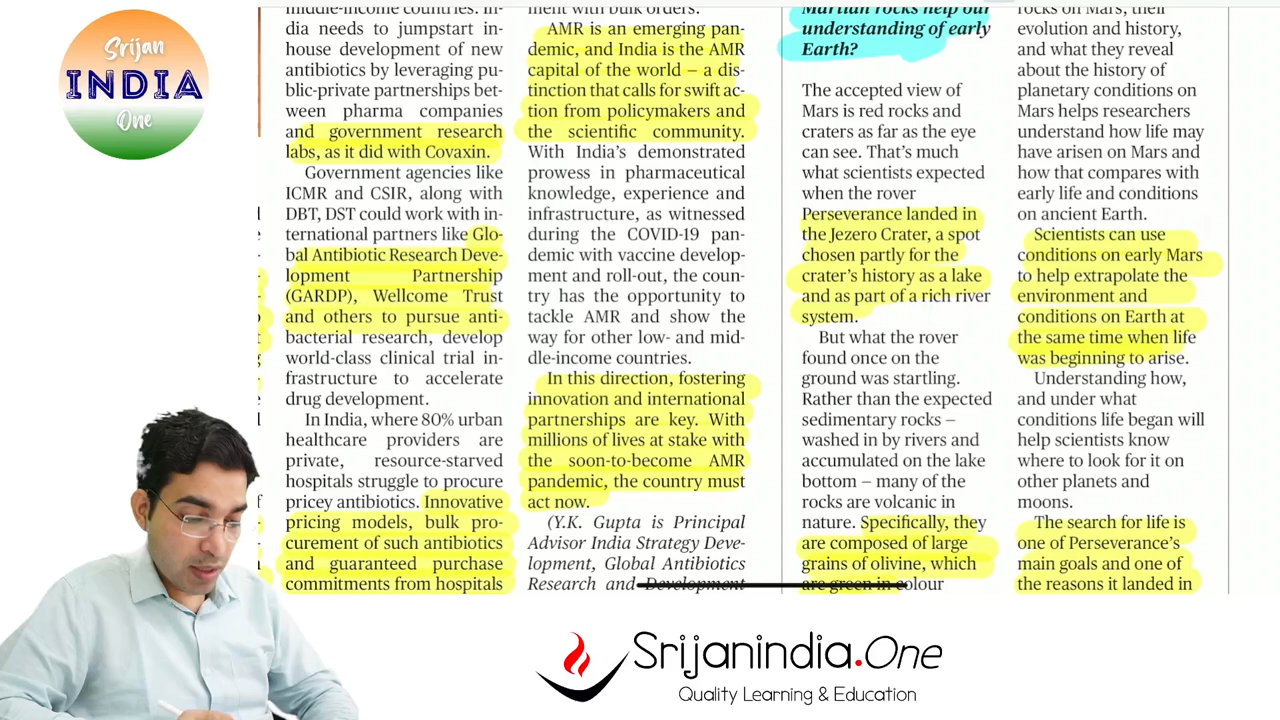 Srijan
INDIA
One
middle-income countries. In-
dia needs to jumpstart in-
house development of new
antibiotics by leveraging pu-
blic-private partnerships bet-
ween pharma companies
and government research
labs, as it did with Covaxin.
Government agencies like
ICMR and CSIR, along with
DBT, DST could work with in-
ternational partners like Glo-
bal Antibiotic Research Deve-
lopment Partnership
(GARDP), Wellcome Trust
and others to pursue anti-
bacterial research, develop
world-class clinical trial in-
frastructure to accelerate
drug development.
In India, where 80% urban
healthcare providers are
private, resource-starved
hospitals struggle to procure
pricey antibiotics. Innovative
pricing models, bulk pro-
curement of such antibiotics
and guaranteed purchase
commitments from hospitals
ment with bulk orders.
AMR is an emerging pan-
demic, and India is the AMR
capital of the world – a dis-
tinction that calls for swift ac-
tion from policymakers and
the scientific community.
With India's demonstrated
prowess in pharmaceutical
knowledge, experience and
infrastructure, as witnessed
during the COVID-19 pan-
demic with vaccine develop-
ment and roll-out, the coun-
try has the opportunity to
tackle AMR and show the
way for other low- and mid-
dle-income countries.
In this direction, fostering
innovation and international
partnerships are key. With
millions of lives at stake with
the soon-to-become AMR
pandemic, the country must
act now.
(Y.K. Gupta is Principal
Advisor India Strategy Deve-
lopment, Global Antibiotics
Research and Development
Martian rocks help our
understanding of early
Earth?
The accepted view of
Mars is red rocks and
craters as far as the eye
can see. That's much
what scientists expected
when the rover
Perseverance landed in
the Jezero Crater, a spot
chosen partly for the
crater's history as a lake
and as part of a rich river
system.
But what the rover
found once on the
ground was startling.
Rather than the expected
sedimentary rocks –
washed in by rivers and
accumulated on the lake
bottom – many of the
rocks are volcanic in
nature. Specifically, they
are composed of large
grains of olivine, which
are green in colour
rocks on Mars, their
evolution and history,
and what they reveal
about the history of
planetary conditions on
Mars helps researchers
understand how life may
have arisen on Mars and
how that compares with
early life and conditions
on ancient Earth.
Scientists can use
conditions on early Mars
to help extrapolate the
environment and
conditions on Earth at
the same time when life
was beginning to arise.
Understanding how,
and under what
conditions life began will
help scientists know
where to look for it on
other planets and
moons.
The search for life is
one of Perseverance's
main goals and one of
the reasons it landed in
Srijanindia.One
Quality Learning & Education